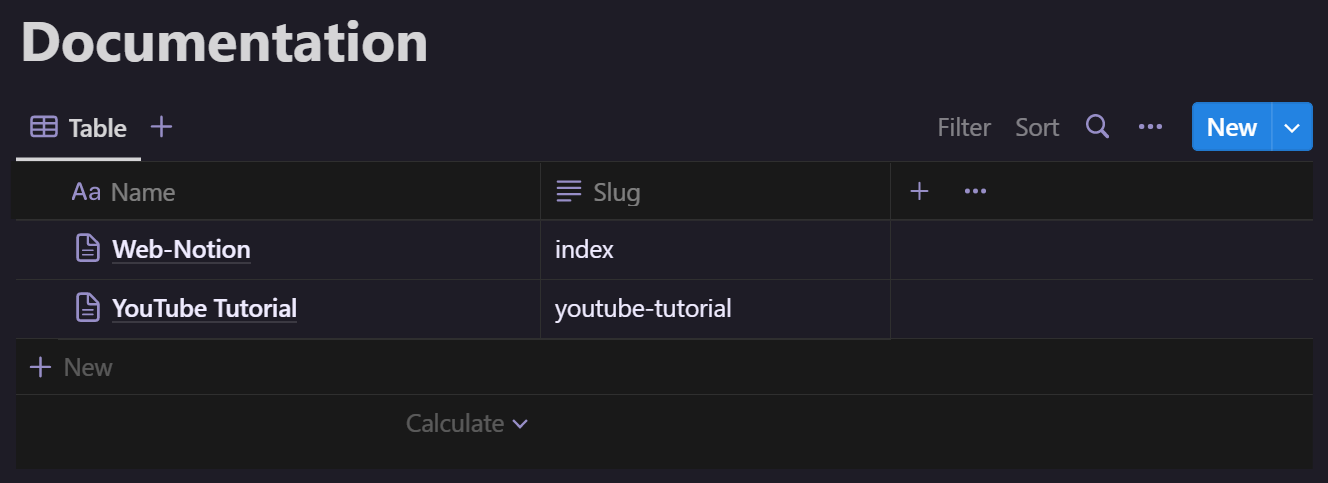 Documentation
Table Filter Sort New
Aa Name Slug
Web-Notion index
YouTube Tutorial youtube-tutorial
New
Calculate